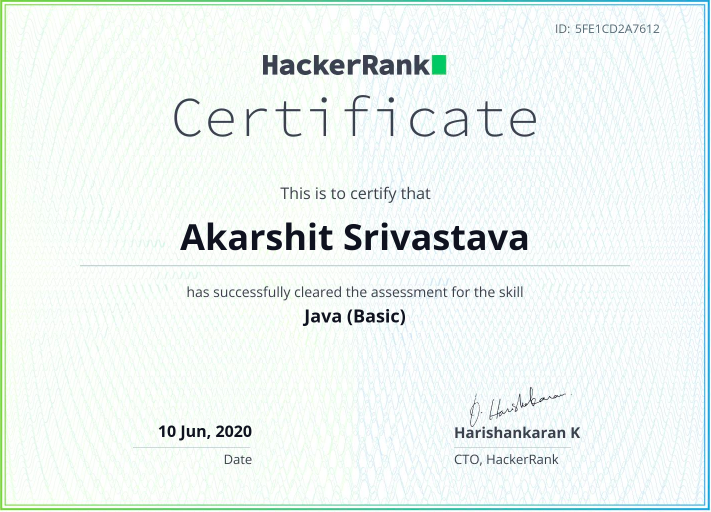 ID: 5FE1CD2A7612
HackerRank
Certificate
This is to certify that
Akarshit Srivastava
has successfully cleared the assessment for the skill
Java (Basic)
10 Jun, 2020
Date
Harishankaran K
CTO, HackerRank